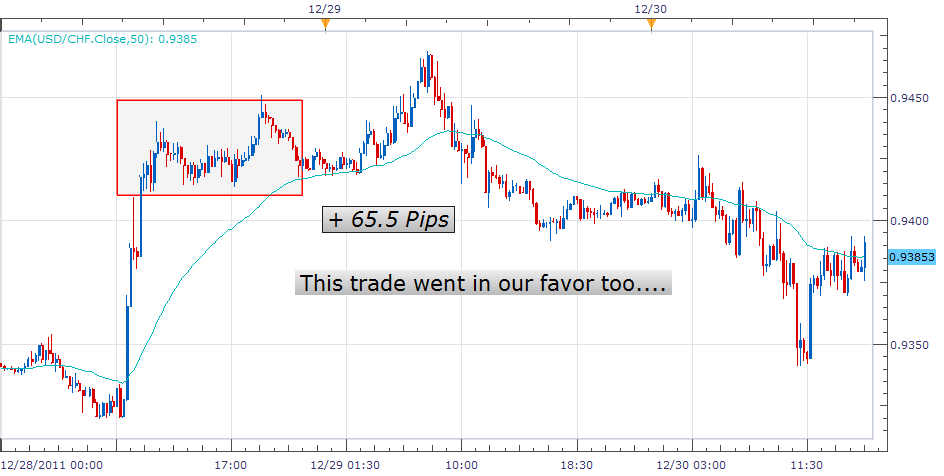 12/29 12/30
EMA(USD/CHF.Close,50): 0.9385
0.9450
+ 65.5 Pips
0.9400
0.93853
This trade went in our favor too....
0.9350
12/28/2011 00:00 17:00 12/29 01:30 10:00 18:30 12/30 03:00 11:30